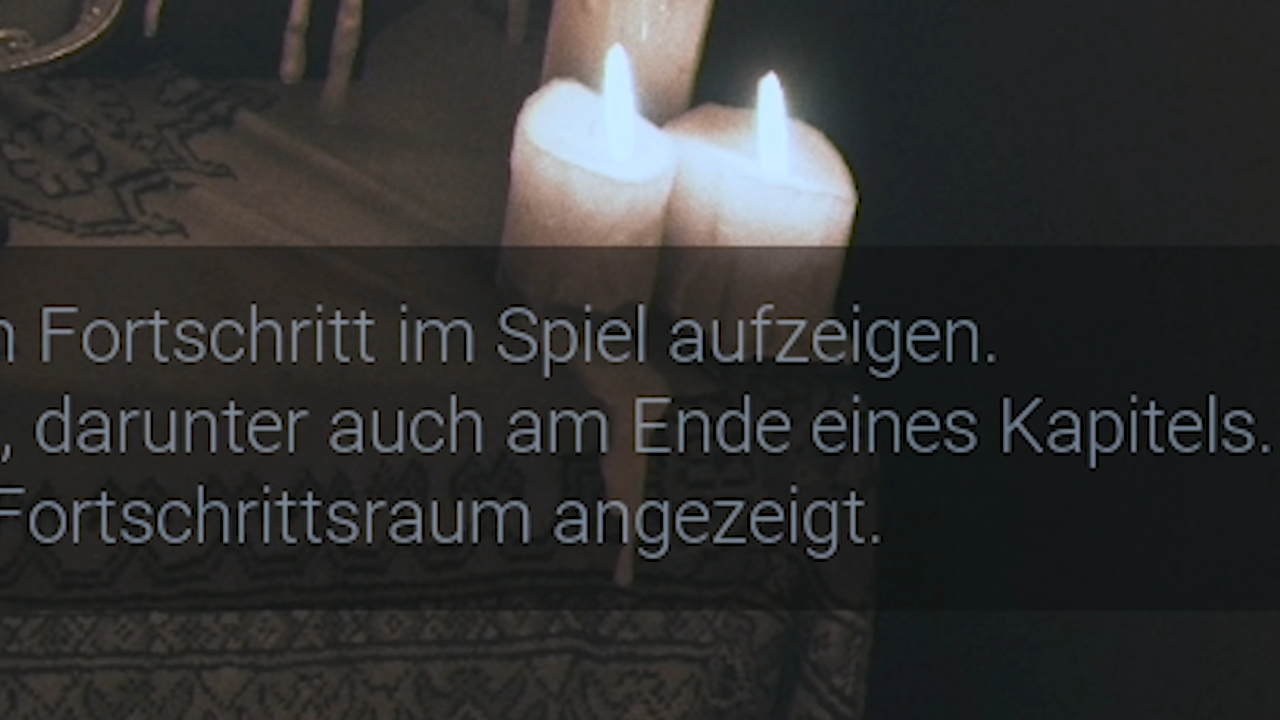 Fortschritt im Spiel aufzeigen.
, darunter auch am Ende eines Kapitels.
Fortschrittsraum angezeigt.